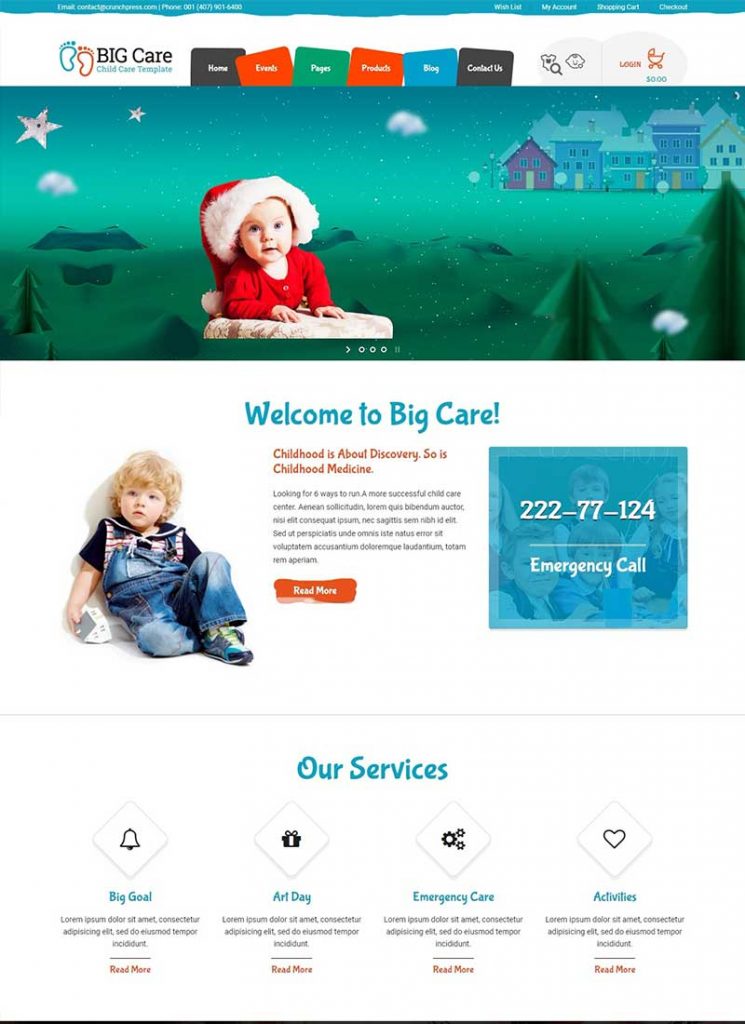 Email: contact@crunchpress.com | Phone: 001 (407) 901-6400
Wish List
My Account
Shopping Cart
Checkout
BIG Care
Child Care Template
Home
Events
Pages
Products
Blog
Contact Us
LOGIN
$0.00
Welcome to Big Care!
Childhood is About Discovery. So is
Childhood Medicine.
Looking for 6 ways to run.A more successful child care
center. Aenean sollicitudin, lorem quis bibendum auctor,
nisi elit consequat ipsum, nec sagittis sem nibh id elit.
Sed ut perspiciatis unde omnis iste natus error sit
voluptatem accusantium doloremque laudantium, totam
rem aperiam.
Read More
222-77-124
Emergency Call
Our Services
Big Goal
Lorem ipsum dolor sit amet, consectetur
adipisicing elit, sed do eiusmod tempor
incididunt.
Read More
Art Day
Lorem ipsum dolor sit amet, consectetur
adipisicing elit, sed do eiusmod tempor
incididunt.
Read More
Emergency Care
Lorem ipsum dolor sit amet, consectetur
adipisicing elit, sed do eiusmod tempor
incididunt.
Read More
Activities
Lorem ipsum dolor sit amet, consectetur
adipisicing elit, sed do eiusmod tempor
incididunt.
Read More